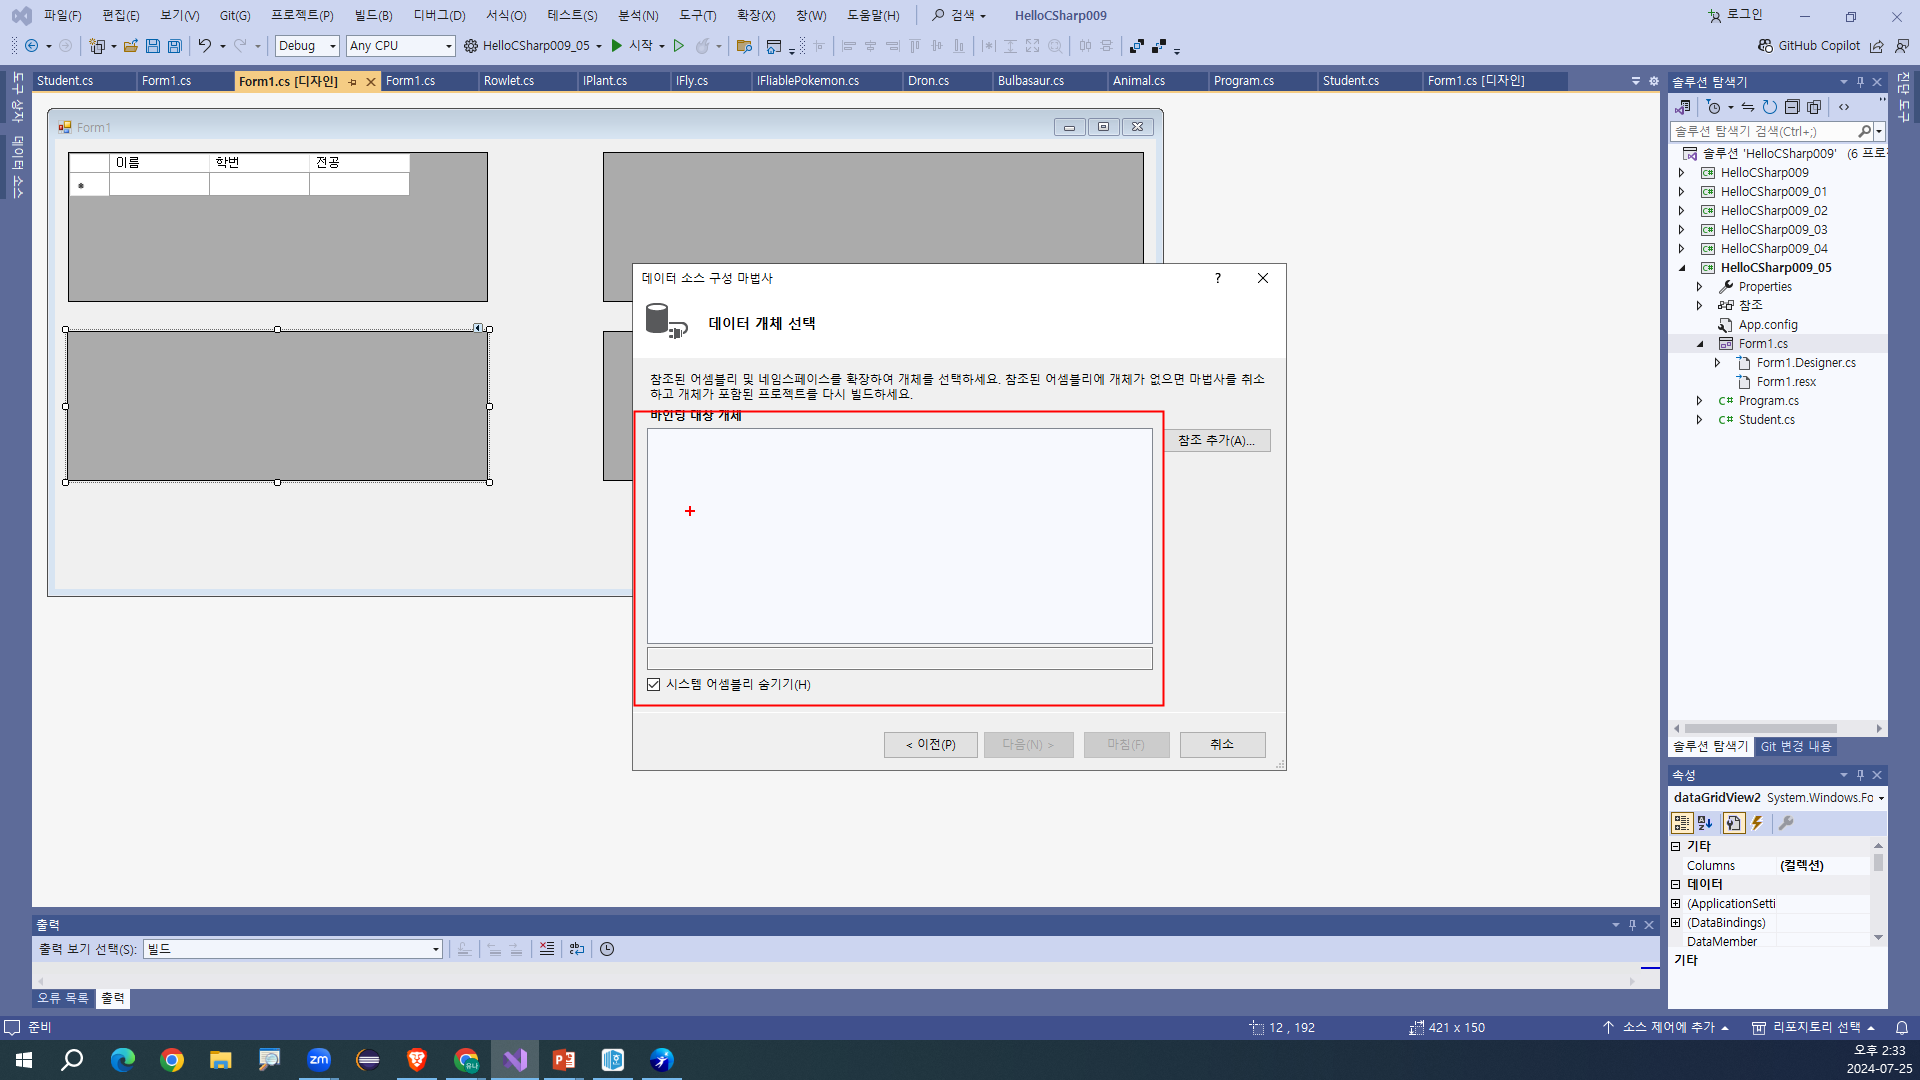 파일(F) 편집(E) 보기(V) Git(G) 프로젝트(P) 빌드(B) 디버그(D) 서식(O) 테스트(S) 분석(N) 도구(T) 확장(X) 창(W) 도움말(H) 검색 HelloCSharp009 로그인
Debug Any CPU HelloCSharp009_05 시작 GitHub Copilot
도구 상자
데이터 소스
Student.cs Form1.cs Form1.cs [디자인] Form1.cs Rowlet.cs IPlant.cs IFly.cs IFliablePokemon.cs Dron.cs Bulbasaur.cs Animal.cs Program.cs Student.cs Form1.cs [디자인]
Form1
이름 학번 전공
데이터 소스 구성 마법사
데이터 개체 선택
참조된 어셈블리 및 네임스페이스를 확장하여 개체를 선택하세요. 참조된 어셈블리에 개체가 없으면 마법사를 취소
하고 개체가 포함된 프로젝트를 다시 빌드하세요.
바인딩 대상 개체
참조 추가(A)...
시스템 어셈블리 숨기기(H)
< 이전(P) 다음(N) > 마침(F) 취소
솔루션 탐색기
솔루션 탐색기 검색(Ctrl+;)
솔루션 'HelloCSharp009' (6 프로
HelloCSharp009
HelloCSharp009_01
HelloCSharp009_02
HelloCSharp009_03
HelloCSharp009_04
HelloCSharp009_05
Properties
참조
App.config
Form1.cs
Form1.Designer.cs
Form1.resx
Program.cs
Student.cs
솔루션 탐색기 Git 변경 내용
진단 도구
속성
dataGridView2 System.Windows.Fo
기타
Columns (컬렉션)
데이터
(ApplicationSetti
(DataBindings)
DataMember
기타
출력
출력 보기 선택(S): 빌드
오류 목록 출력
준비 12 , 192 421 x 150 소스 제어에 추가 리포지토리 선택
zm
유나
오후 2:33
2024-07-25